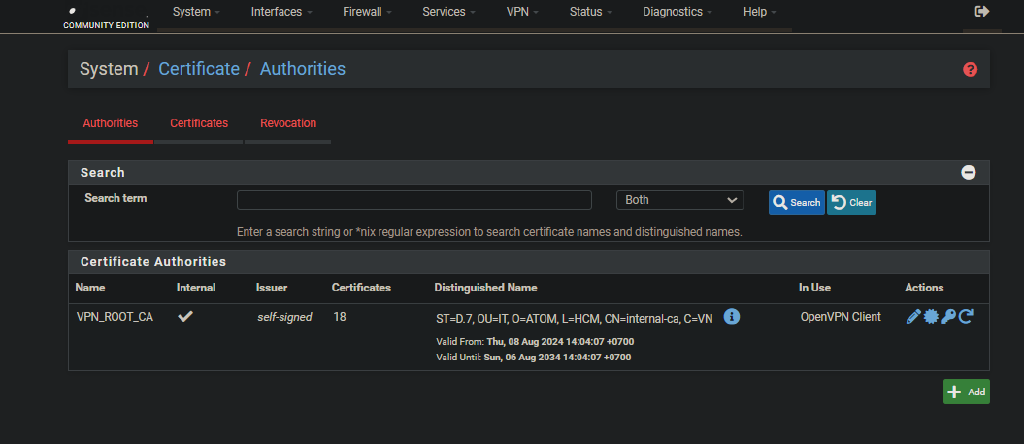 COMMUNITY EDITION
System Interfaces Firewall Services VPN Status Diagnostics Help
System / Certificate / Authorities
Authorities Certificates Revocation
Search
Search term Both Search Clear
Enter a search string or *nix regular expression to search certificate names and distinguished names.
Certificate Authorities
Name Internal Issuer Certificates Distinguished Name In Use Actions
VPN_ROOT_CA self-signed 18 ST=D.7, OU=IT, O=ATOM, L=HCM, CN=internal-ca, C=VN OpenVPN Client
Valid From: Thu, 08 Aug 2024 14:04:07 +0700
Valid Until: Sun, 06 Aug 2034 14:04:07 +0700
Add